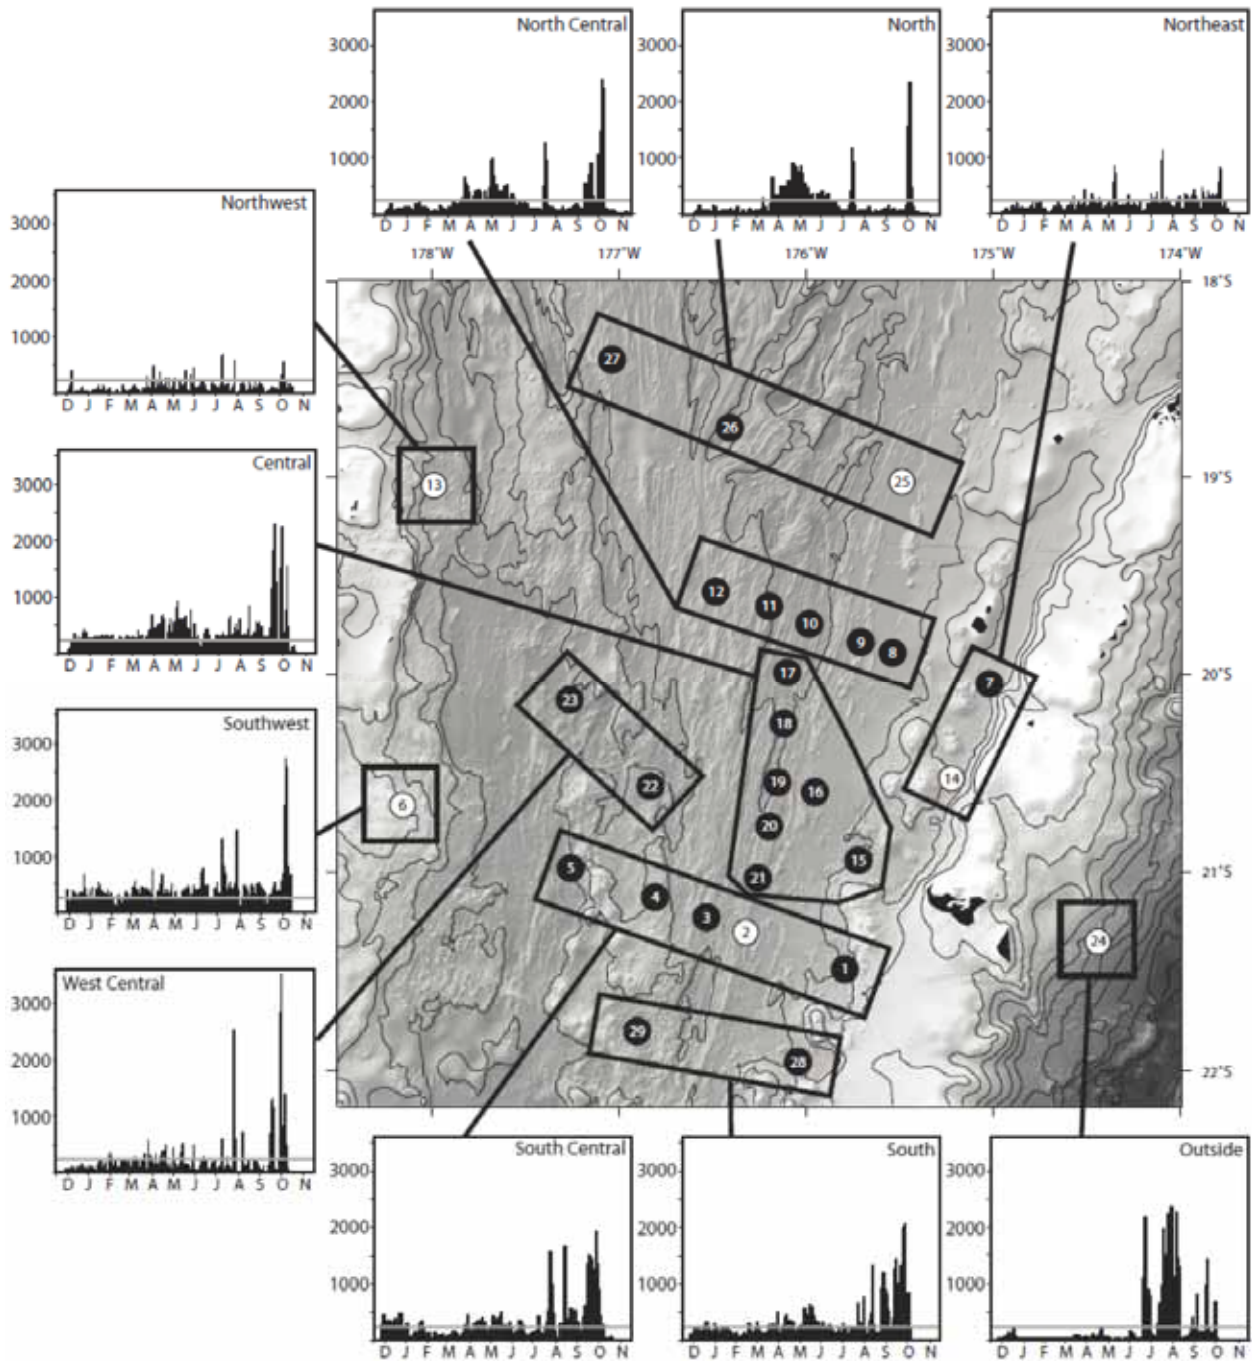 North Central
3000
2000
1000
D J F M A M J J A S O N
North
3000
2000
1000
D J F M A M J J A S O N
Northeast
3000
2000
1000
D J F M A M J J A S O N
Northwest
3000
2000
1000
D J F M A M J J A S O N
Central
3000
2000
1000
D J F M A M J J A S O N
Southwest
3000
2000
1000
D J F M A M J J A S O N
West Central
3000
2000
1000
D J F M A M J J A S O N
178°W 177°W 176°W 175°W 174°W
18°S
27
26
25
13
19°S
12
11
10
9
8
17
7
20°S
23
18
14
22
19
16
6
20
15
5
21
21°S
4
3
2
24
1
29
28
22°S
South Central
3000
2000
1000
D J F M A M J J A S O N
South
3000
2000
1000
D J F M A M J J A S O N
Outside
3000
2000
1000
D J F M A M J J A S O N